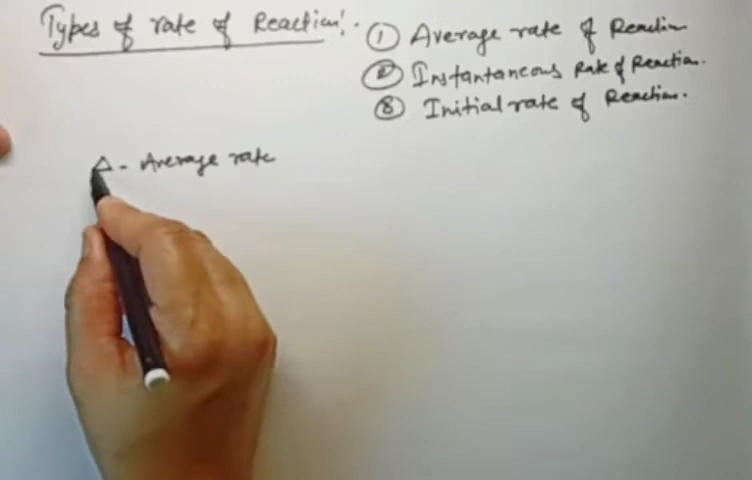 Types of rate of Reaction:-
① Average rate of Reaction
② Instantaneous Rate of Reaction.
③ Initial rate of Reaction.
Δ - Average rate